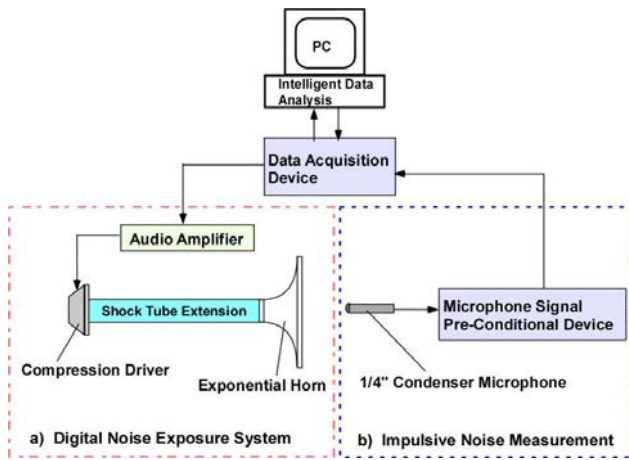 PC
Intelligent Data
Analysis
Data Acquisition
Device
Audio Amplifier
Shock Tube Extension
Compression Driver
Exponential Horn
a) Digital Noise Exposure System
Microphone Signal
Pre-Conditional Device
1/4" Condenser Microphone
b) Impulsive Noise Measurement